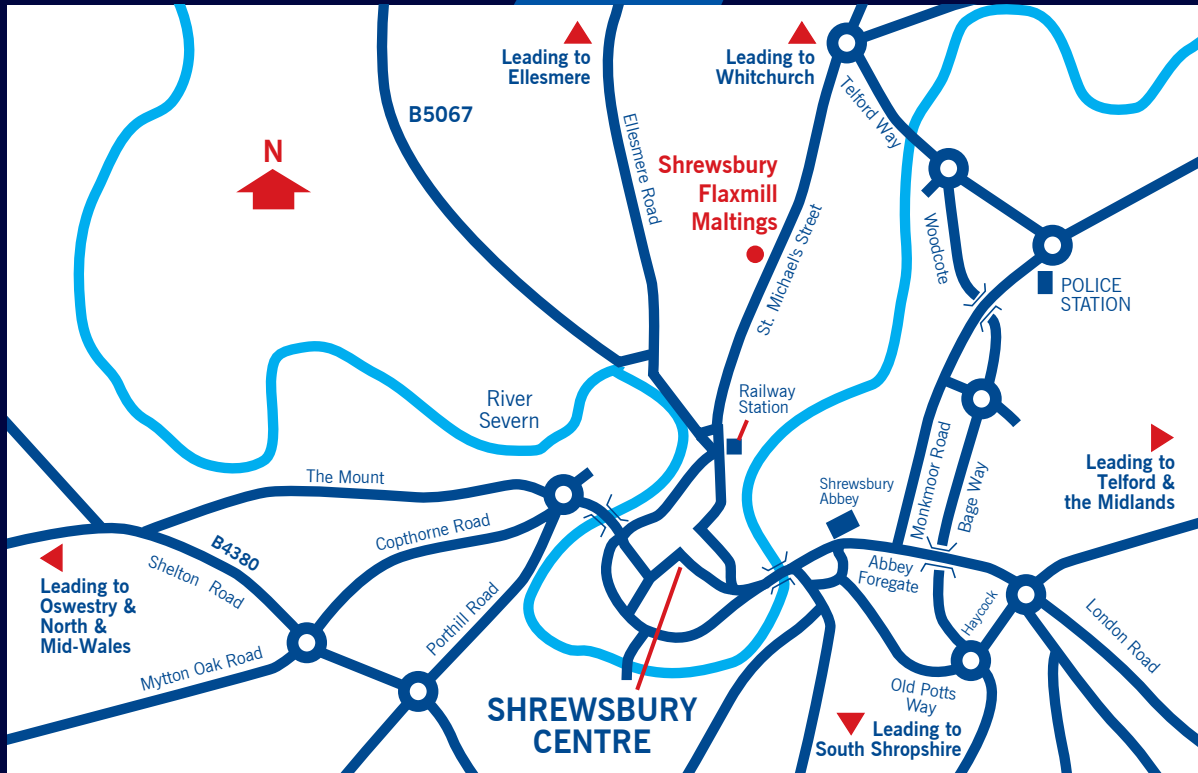 Leading to
Ellesmere
Leading to
Whitchurch
B5067
Telford Way
Ellesmere Road
N
Shrewsbury
Flaxmill
Maltings
St. Michael's Street
Woodcote
POLICE
STATION
River
Severn
Railway
Station
Monkmoor Road
Bage Way
Leading to
Telford &
the Midlands
The Mount
Shrewsbury
Abbey
Copthorne Road
B4380
Shelton Road
Leading to
Oswestry &
North &
Mid-Wales
Abbey
Foregate
Haycock
London Road
Porthill Road
Mytton Oak Road
Old Potts
Way
SHREWSBURY
CENTRE
Leading to
South Shropshire